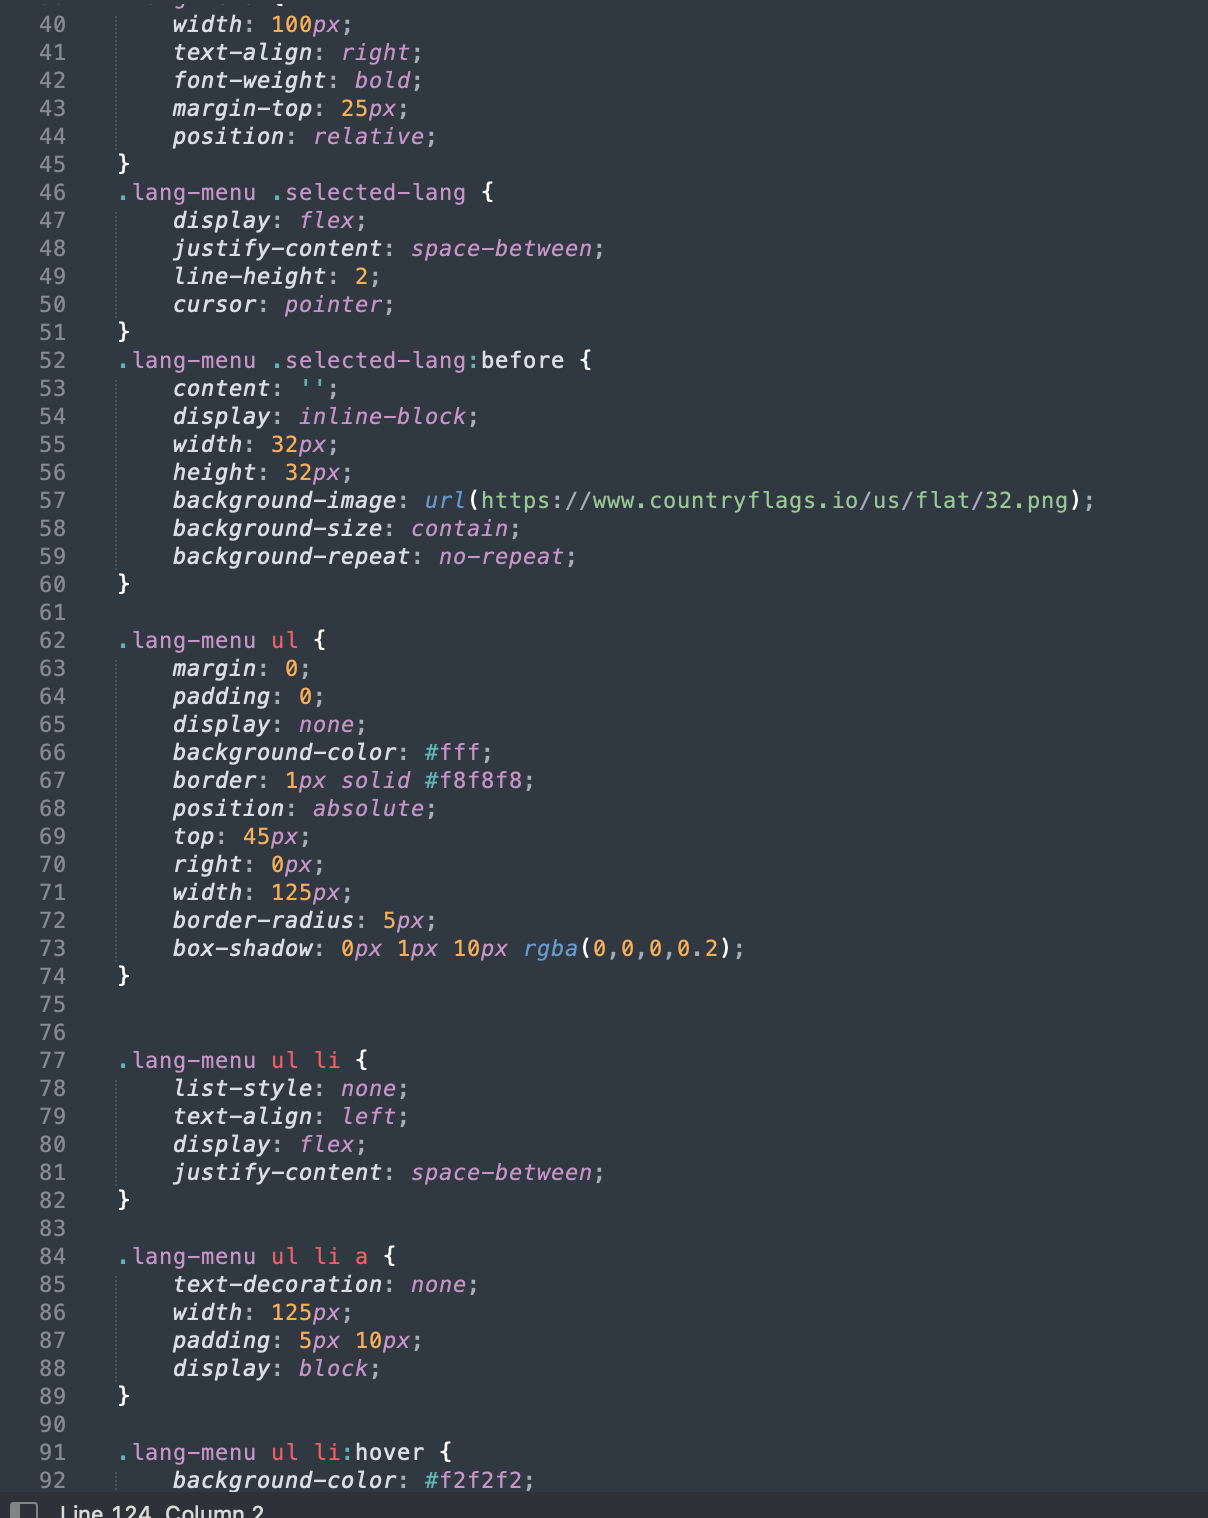 40 width: 100px;
41 text-align: right;
42 font-weight: bold;
43 margin-top: 25px;
44 position: relative;
45 }
46 .lang-menu .selected-lang {
47 display: flex;
48 justify-content: space-between;
49 line-height: 2;
50 cursor: pointer;
51 }
52 .lang-menu .selected-lang:before {
53 content: '';
54 display: inline-block;
55 width: 32px;
56 height: 32px;
57 background-image: url(https://www.countryflags.io/us/flat/32.png);
58 background-size: contain;
59 background-repeat: no-repeat;
60 }
61
62 .lang-menu ul {
63 margin: 0;
64 padding: 0;
65 display: none;
66 background-color: #fff;
67 border: 1px solid #f8f8f8;
68 position: absolute;
69 top: 45px;
70 right: 0px;
71 width: 125px;
72 border-radius: 5px;
73 box-shadow: 0px 1px 10px rgba(0,0,0,0.2);
74 }
75
76
77 .lang-menu ul li {
78 list-style: none;
79 text-align: left;
80 display: flex;
81 justify-content: space-between;
82 }
83
84 .lang-menu ul li a {
85 text-decoration: none;
86 width: 125px;
87 padding: 5px 10px;
88 display: block;
89 }
90
91 .lang-menu ul li:hover {
92 background-color: #f2f2f2;
Line 124, Column 2